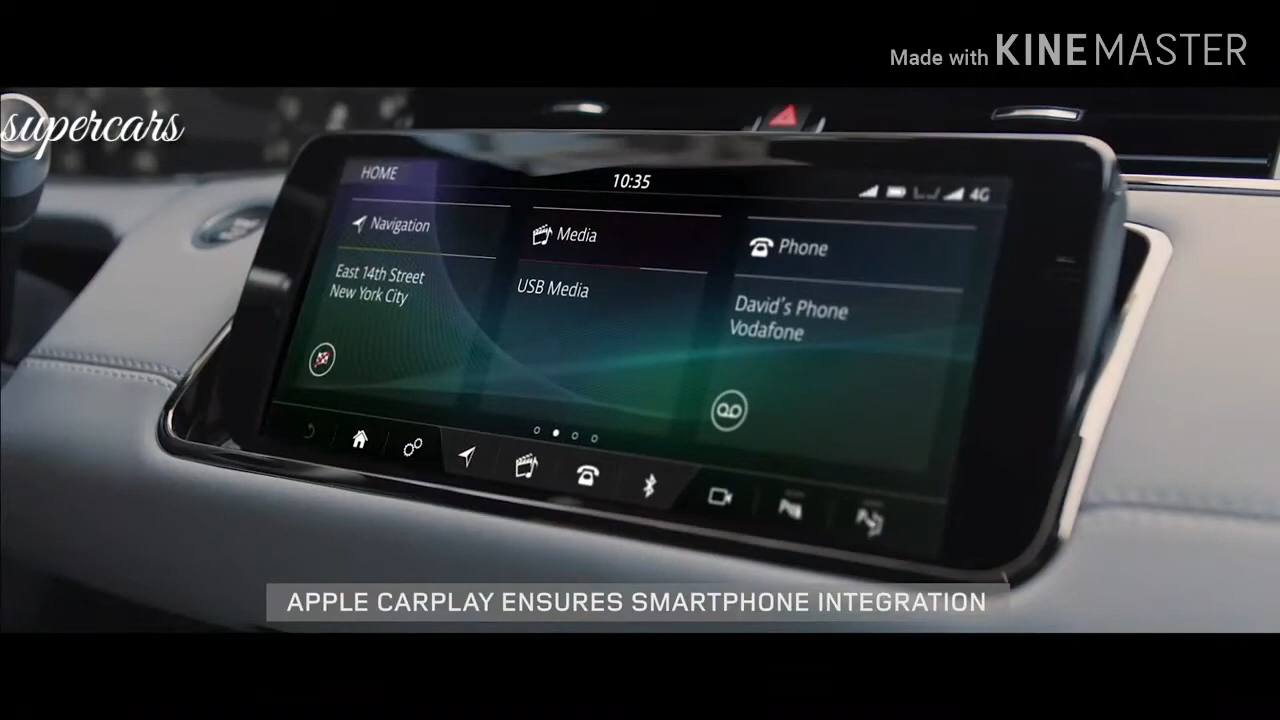 Made with KINEMASTER
supercars
HOME
10:35
4G
Navigation
Media
Phone
East 14th Street
New York City
USB Media
David's Phone
Vodafone
APPLE CARPLAY ENSURES SMARTPHONE INTEGRATION